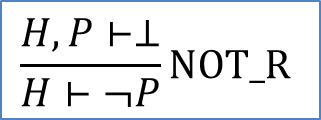 H, P ⊢⊥
H ⊢ ¬P NOT_R